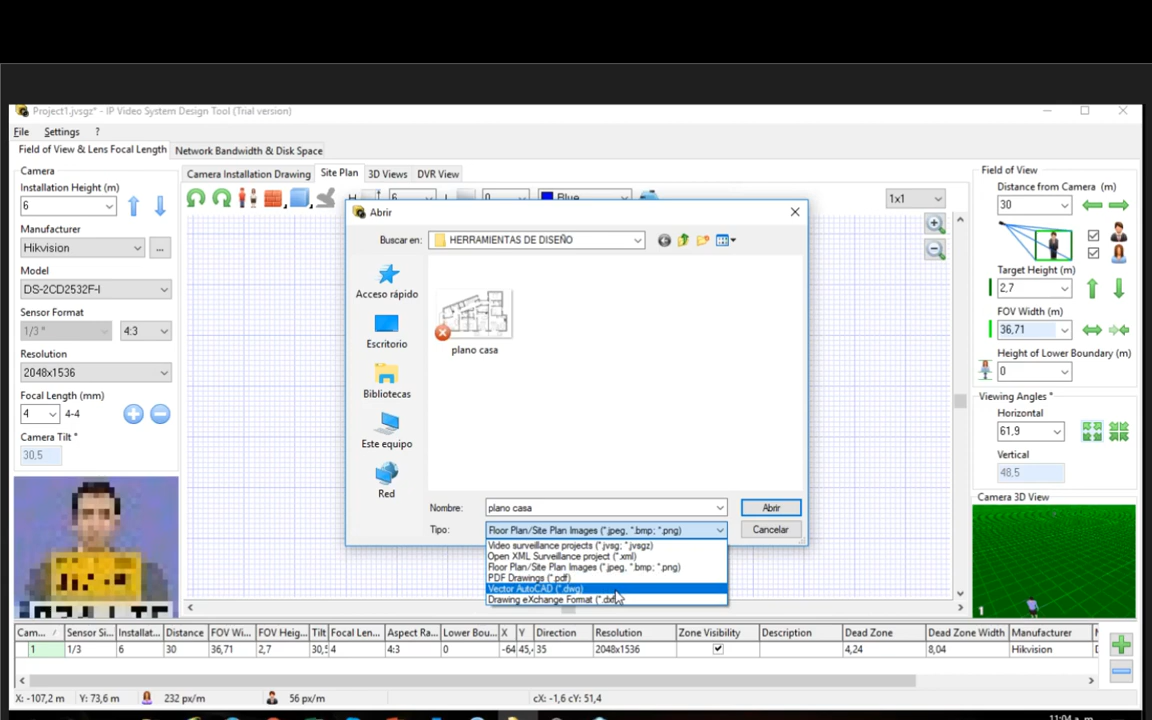 Project1.jvsgz* - IP Video System Design Tool (Trial version)
File Settings ?
Field of View & Lens Focal Length Network Bandwidth & Disk Space
Camera
Installation Height (m)
6
Manufacturer
Hikvision ...
Model
DS-2CD2532F-I
Sensor Format
1/3 " 4:3
Resolution
2048x1536
Focal Length (mm)
4 4-4
Camera Tilt °
30,5
Camera Installation Drawing Site Plan 3D Views DVR View
H 6 0 Blue 1x1
Abrir
Buscar en: HERRAMIENTAS DE DISEÑO
Acceso rápido
Escritorio
Bibliotecas
Este equipo
Red
plano casa
Nombre: plano casa Abrir
Tipo: Floor Plan/Site Plan Images (*.jpeg, *.bmp; *.png) Cancelar
Video surveillance projects (*.jvsg; *.jvsgz)
Open XML Surveillance project (*.xml)
Floor Plan/Site Plan Images (*.jpeg, *.bmp; *.png)
PDF Drawings (*.pdf)
Vector AutoCAD (*.dwg)
Drawing eXchange Format (*.dxf)
Field of View
Distance from Camera (m)
30
Target Height (m)
2,7
FOV Width (m)
36,71
Height of Lower Boundary (m)
0
Viewing Angles °
Horizontal
61,9
Vertical
48,5
Camera 3D View
1
Cam... Sensor Si... Installat... Distance FOV Wi... FOV Heig... Tilt Focal Len... Aspect Ra... Lower Bou... X Y Direction Resolution Zone Visibility Description Dead Zone Dead Zone Width Manufacturer
1 1/3 6 30 36,71 2,7 30,5 4 4:3 0 -64 45, 35 2048x1536 4,24 8,04 Hikvision
X: -107,2 m Y: 73,6 m 232 px/m 56 px/m cX: -1,6 cY: 51,4
11:04 a. m.